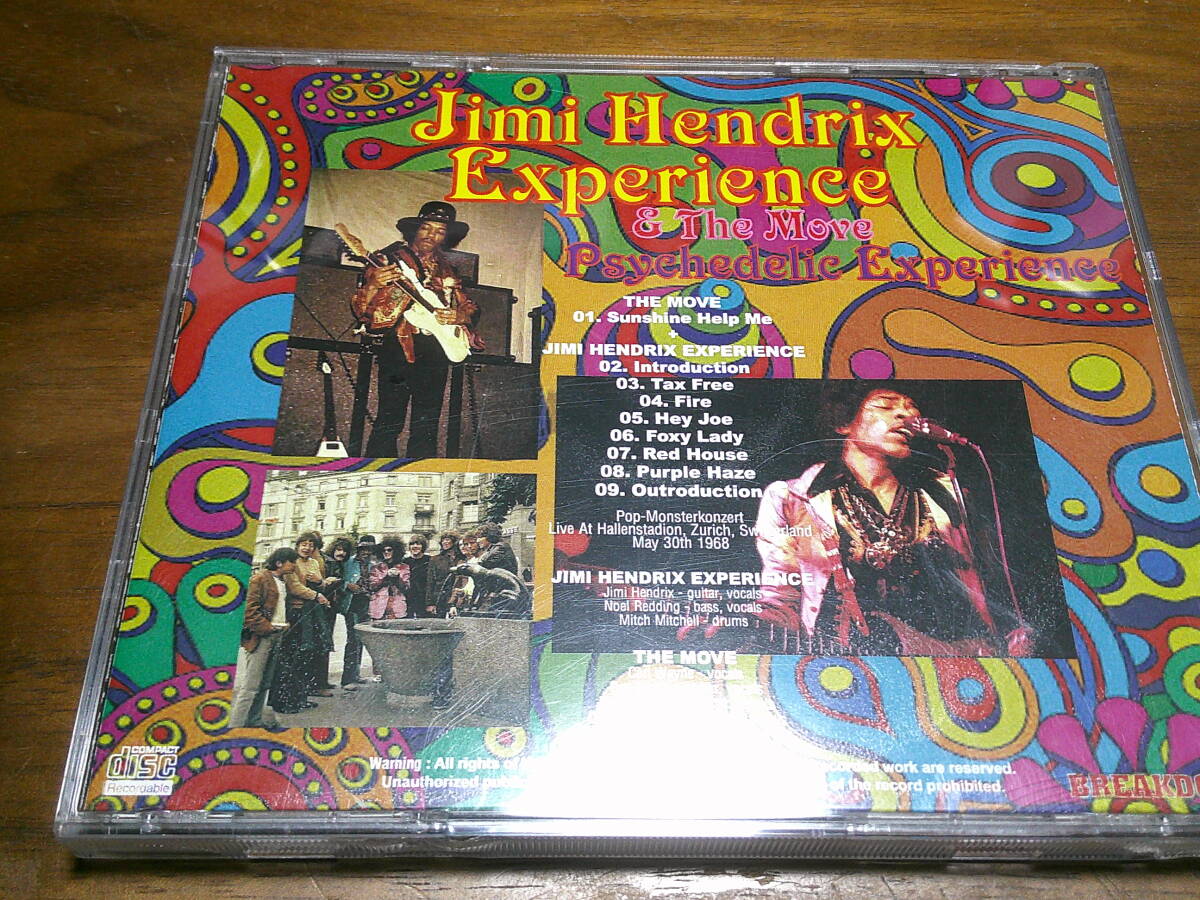 Jimi Hendrix
Experience
& The Move
Psychedelic Experience
THE MOVE
01. Sunshine Help Me
+
JIMI HENDRIX EXPERIENCE
02. Introduction
03. Tax Free
04. Fire
05. Hey Joe
06. Foxy Lady
07. Red House
08. Purple Haze
09. Outroduction
Pop-Monsterkonzert
Live At Hallenstadion, Zurich, Switzerland
May 30th 1968
JIMI HENDRIX EXPERIENCE
Jimi Hendrix - guitar, vocals
Noel Redding - bass, vocals
Mitch Mitchell - drums
THE MOVE
Wayne - vocals
COMPACT
disc
Recordable
Warning : All rights of recorded work are reserved.
Unauthorized of the record prohibited.
BREAKDO